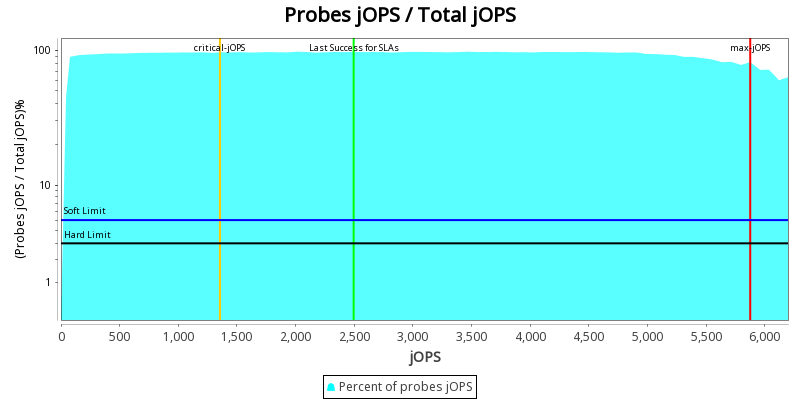 Probes jOPS / Total jOPS
(Probes jOPS / Total jOPS)%
100
10
1
critical-jOPS
Last Success for SLAs
max-jOPS
Soft Limit
Hard Limit
0 500 1,000 1,500 2,000 2,500 3,000 3,500 4,000 4,500 5,000 5,500 6,000
jOPS
Percent of probes jOPS